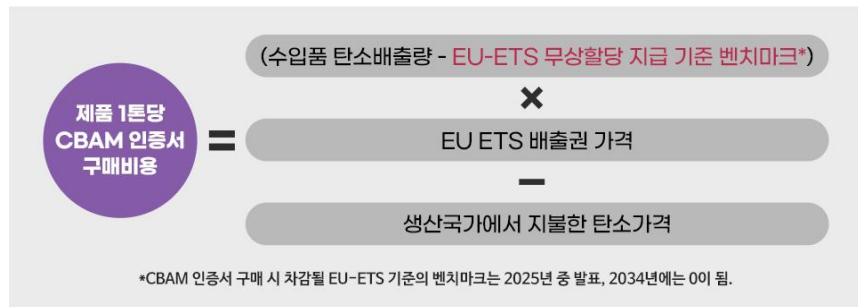 (수입품 탄소배출량 - EU-ETS 무상할당 지급 기준 벤치마크*)
×
제품 1톤당
CBAM 인증서
구매비용
=
EU ETS 배출권 가격
−
생산국가에서 지불한 탄소가격
*CBAM 인증서 구매 시 차감될 EU-ETS 기준의 벤치마크는 2025년 중 발표, 2034년에는 0이 됨.